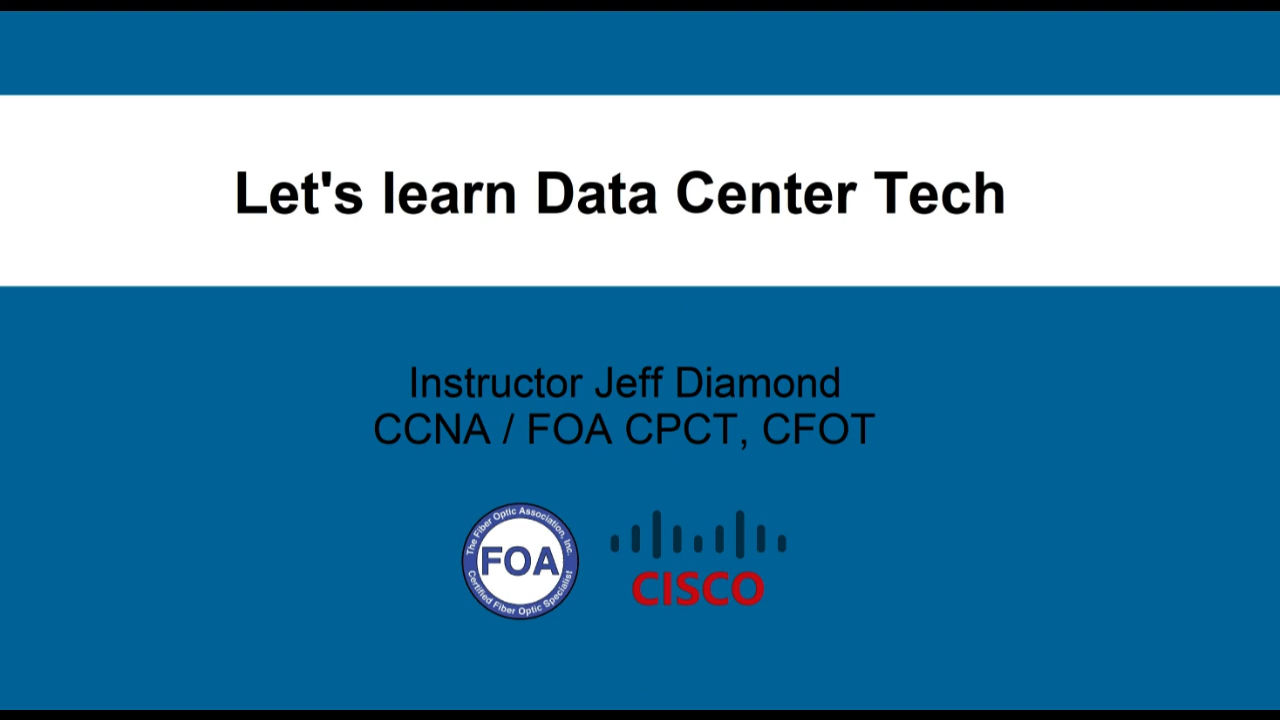 Let's learn Data Center Tech
Instructor Jeff Diamond
CCNA / FOA CPCT, CFOT
The Fiber Optic Association, Inc.
FOA
Certified Fiber Optic Specialist
CISCO